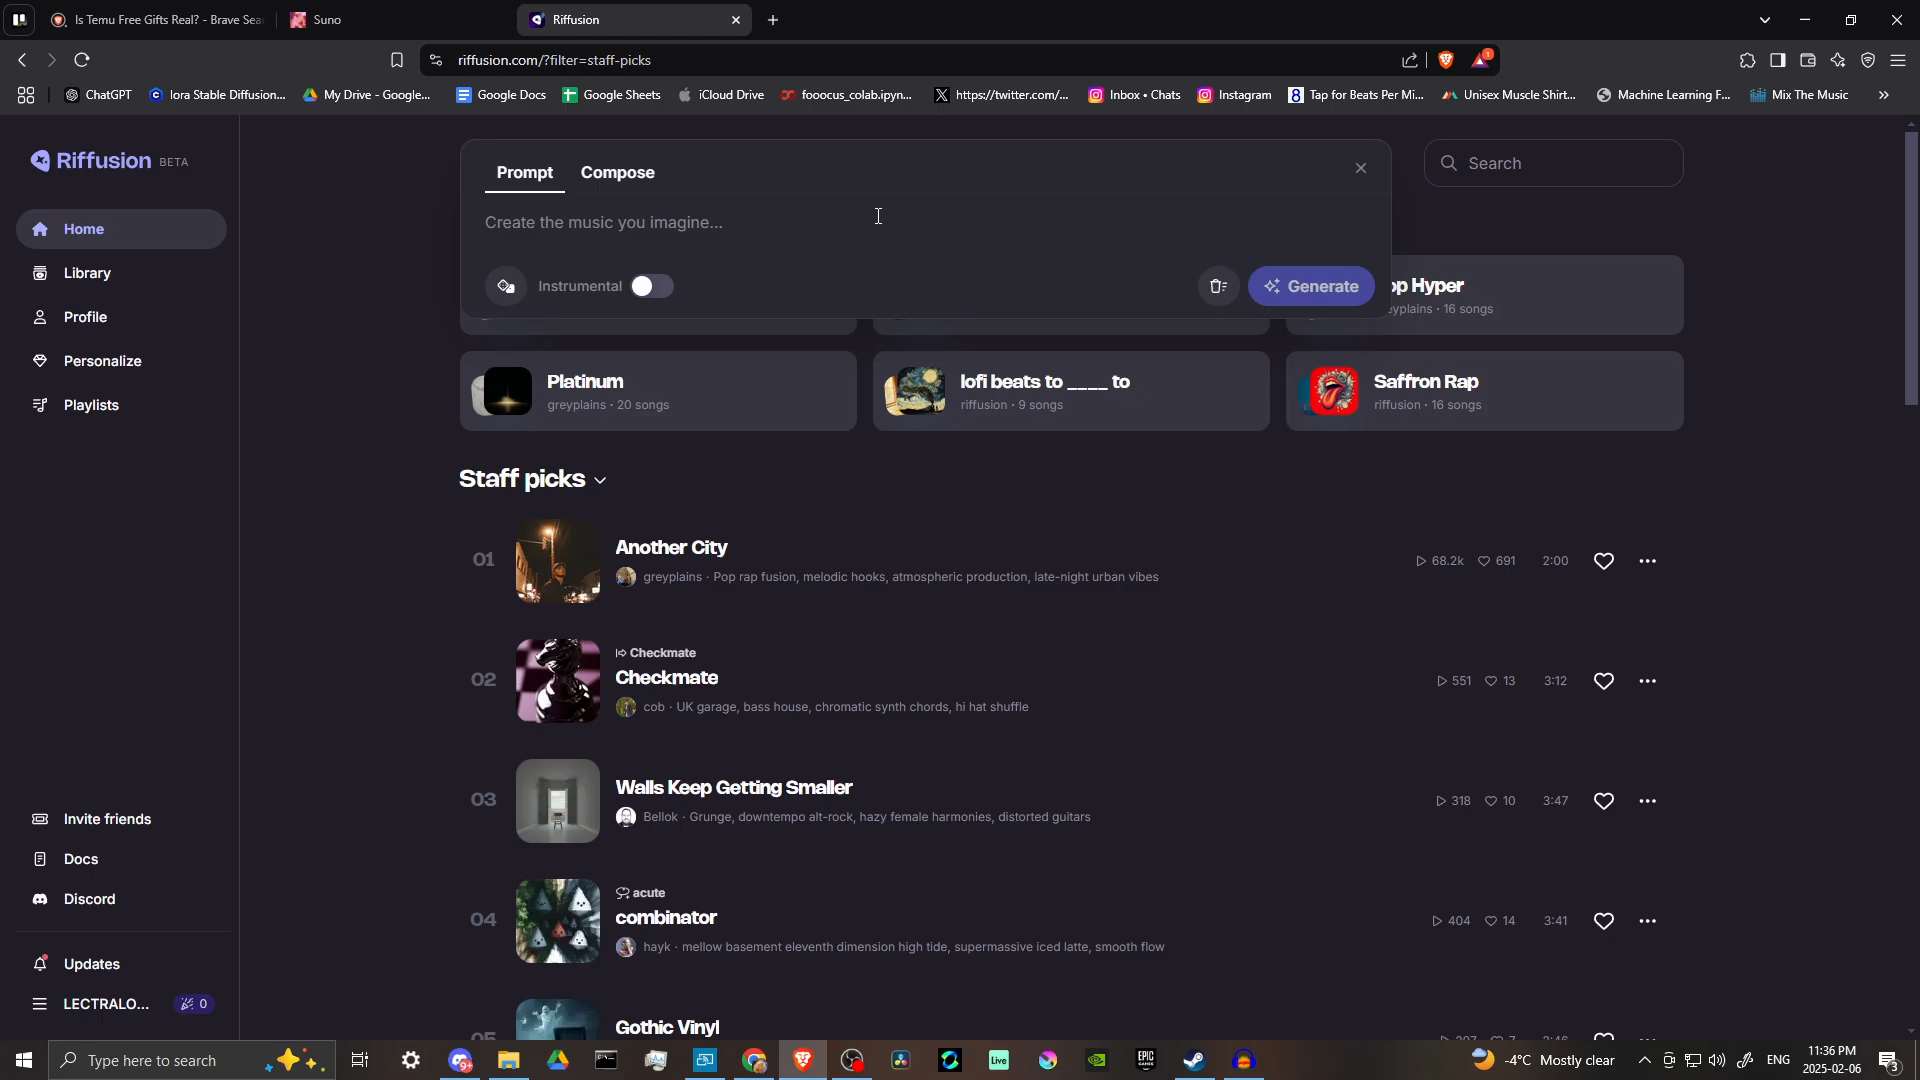 Is Temu Free Gifts Real? - Brave Sea
Suno
Riffusion
riffusion.com/?filter=staff-picks
1
ChatGPT
lora Stable Diffusion...
My Drive - Google...
Google Docs
Google Sheets
iCloud Drive
fooocus_colab.ipyn...
https://twitter.com/...
Inbox • Chats
Instagram
Tap for Beats Per Mi...
Unisex Muscle Shirt...
Machine Learning F...
Mix The Music
Riffusion BETA
Home
Library
Profile
Personalize
Playlists
Invite friends
Docs
Discord
Updates
LECTRALO...
0
Prompt
Compose
Create the music you imagine...
Instrumental
Generate
Search
op Hyper
eyplains • 16 songs
Platinum
greyplains • 20 songs
lofi beats to ____ to
riffusion • 9 songs
Saffron Rap
riffusion • 16 songs
Staff picks
01
Another City
greyplains · Pop rap fusion, melodic hooks, atmospheric production, late-night urban vibes
68.2k
691
2:00
02
Checkmate
Checkmate
cob · UK garage, bass house, chromatic synth chords, hi hat shuffle
551
13
3:12
03
Walls Keep Getting Smaller
Bellok · Grunge, downtempo alt-rock, hazy female harmonies, distorted guitars
318
10
3:47
04
acute
combinator
hayk · mellow basement eleventh dimension high tide, supermassive iced latte, smooth flow
404
14
3:41
Gothic Vinyl
Type here to search
Live
EPIC GAMES
-4°C Mostly clear
ENG
11:36 PM
2025-02-06
3